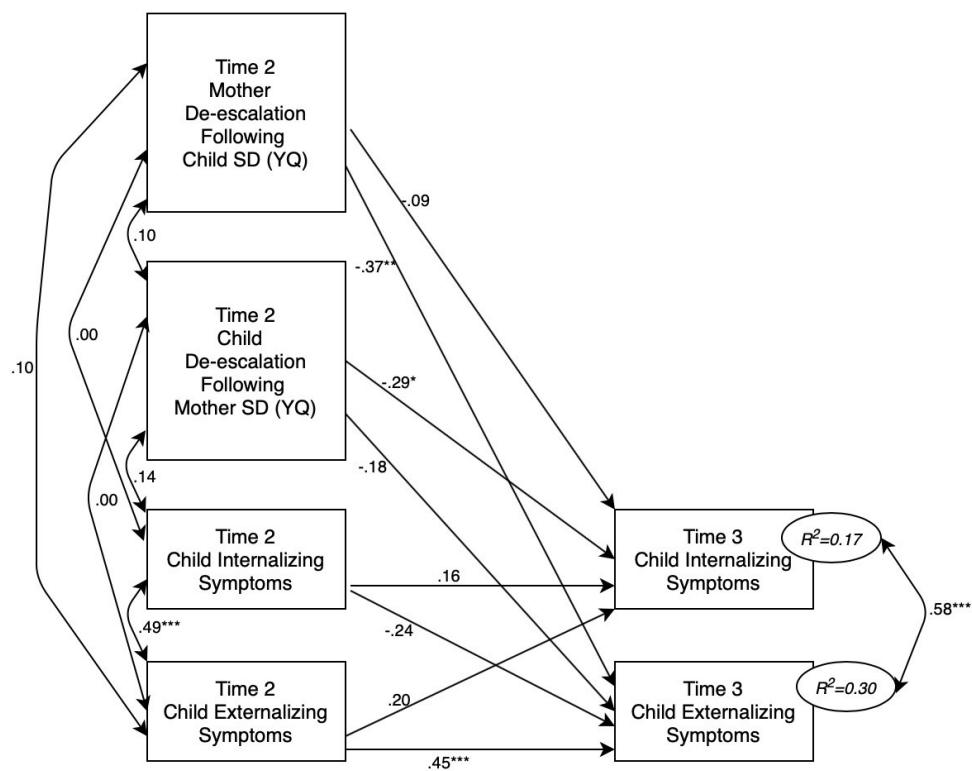 Time 2
Mother
De-escalation
Following
Child SD (YQ)
-.09
.10
-.37**
Time 2
Child
De-escalation
Following
Mother SD (YQ)
.00
.10
-.29*
-.18
.14
.00
Time 2
Child Internalizing
Symptoms
Time 3
Child Internalizing
Symptoms
R²=0.17
.16
.58***
.49***
-.24
Time 2
Child Externalizing
Symptoms
.20
Time 3
Child Externalizing
Symptoms
R²=0.30
.45***